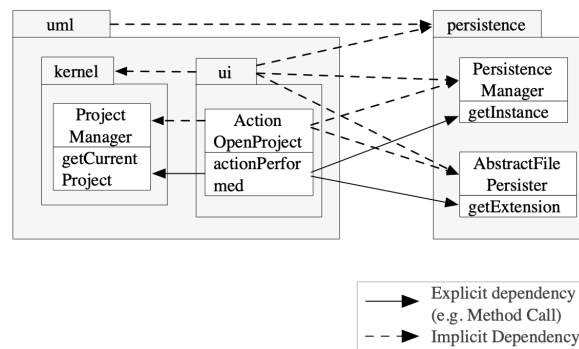 uml
persistence
kernel
ui
Project
Manager
getCurrent
Project
Action
OpenProject
actionPerfor
med
Persistence
Manager
getInstance
AbstractFile
Persister
getExtension
Explicit dependency
(e.g. Method Call)
Implicit Dependency